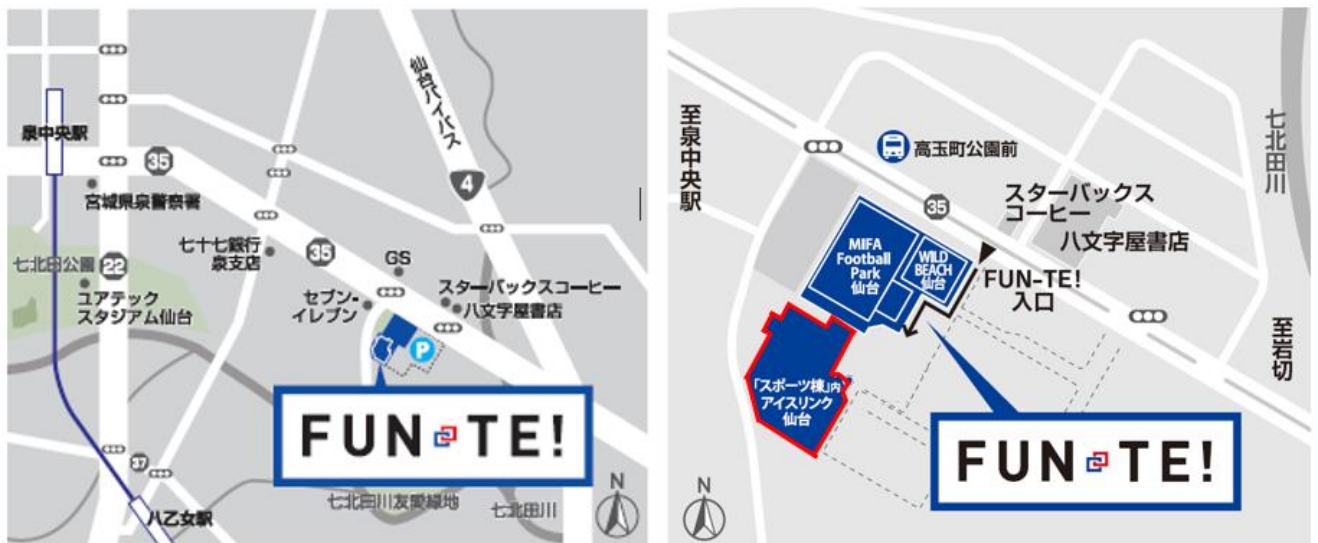 泉中央駅
35
宮城県泉警察署
七北田公園
22
ユアテック
スタジアム仙台
七十七銀行
泉支店
35
GS
セブン-
イレブン
スターバックスコーヒー
八文字屋書店
P
仙台バイパス
4
FUN TE!
37
八乙女駅
七北田川友愛緑地
七北田川
N
至泉中央駅
高玉町公園前
35
スターバックス
コーヒー
八文字屋書店
七北田川
MIFA
Football
Park
仙台
WILD
BEACH
仙台
FUN-TE!
入口
至岩切
「スポーツ棟」内
アイスリンク
仙台
FUN TE!
N